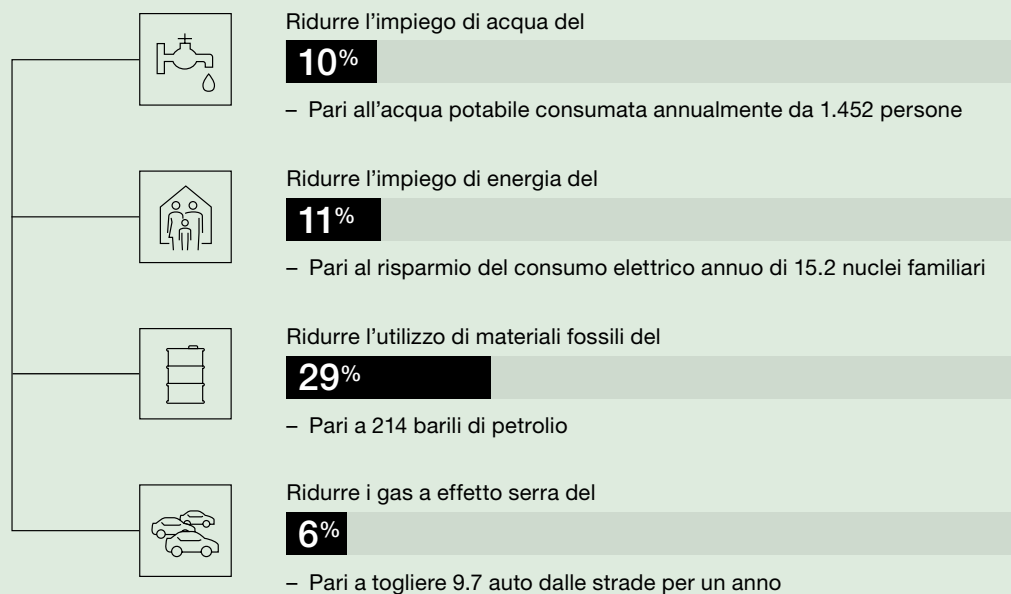 Ridurre l’impiego di acqua del
10%
– Pari all’acqua potabile consumata annualmente da 1.452 persone
Ridurre l’impiego di energia del
11%
– Pari al risparmio del consumo elettrico annuo di 15.2 nuclei familiari
Ridurre l’utilizzo di materiali fossili del
29%
– Pari a 214 barili di petrolio
Ridurre i gas a effetto serra del
6%
– Pari a togliere 9.7 auto dalle strade per un anno